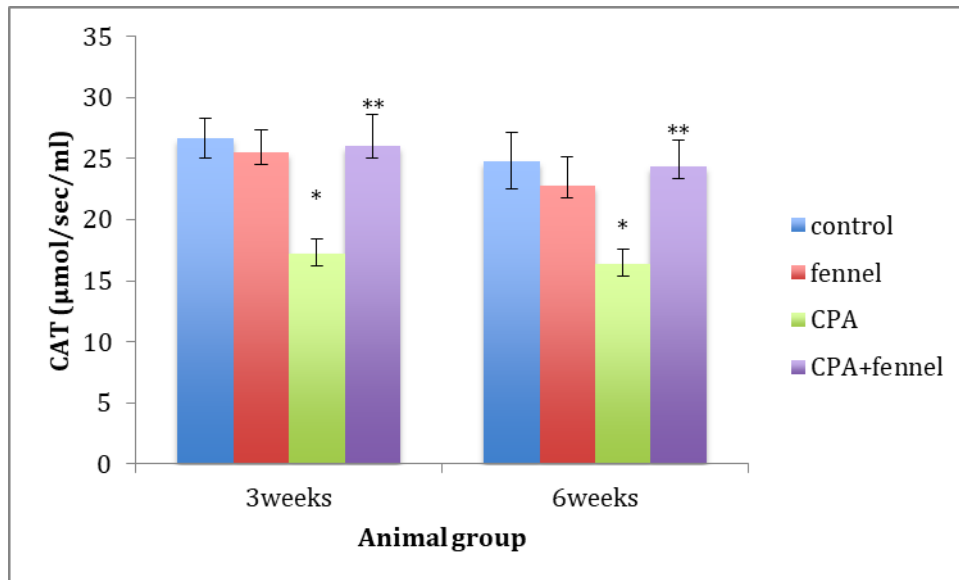 35
30
25
20
15
10
5
0
CAT (µmol/sec/ml)
**
*
**
*
3weeks
6weeks
Animal group
control
fennel
CPA
CPA+fennel